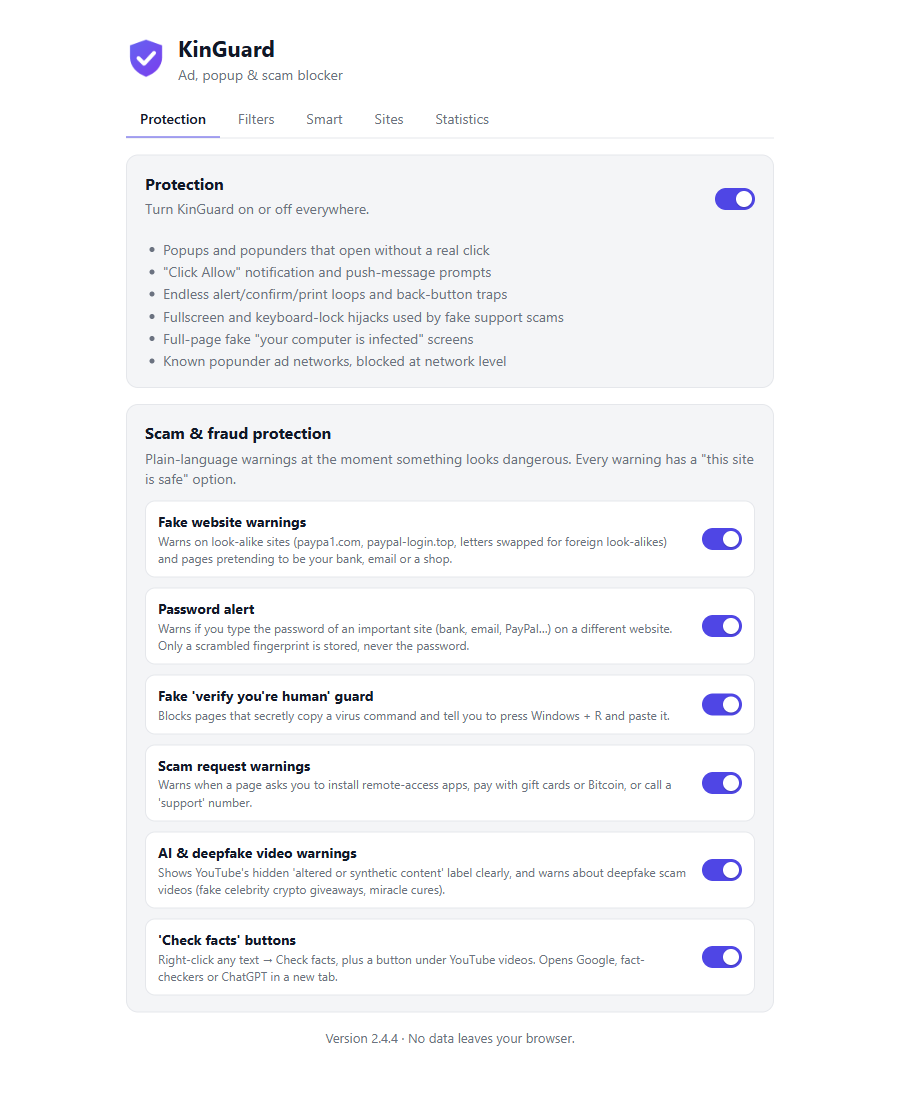 KinGuard
Ad, popup & scam blocker
Protection
Filters
Smart
Sites
Statistics
Protection
Turn KinGuard on or off everywhere.
• Popups and popunders that open without a real click
• "Click Allow" notification and push-message prompts
• Endless alert/confirm/print loops and back-button traps
• Fullscreen and keyboard-lock hijacks used by fake support scams
• Full-page fake "your computer is infected" screens
• Known popunder ad networks, blocked at network level
Scam & fraud protection
Plain-language warnings at the moment something looks dangerous. Every warning has a "this site
is safe" option.
Fake website warnings
Warns on look-alike sites (paypa1.com, paypal-login.top, letters swapped for foreign look-alikes)
and pages pretending to be your bank, email or a shop.
Password alert
Warns if you type the password of an important site (bank, email, PayPal...) on a different website.
Only a scrambled fingerprint is stored, never the password.
Fake 'verify you're human' guard
Blocks pages that secretly copy a virus command and tell you to press Windows + R and paste it.
Scam request warnings
Warns when a page asks you to install remote-access apps, pay with gift cards or Bitcoin, or call a
'support' number.
AI & deepfake video warnings
Shows YouTube's hidden 'altered or synthetic content' label clearly, and warns about deepfake scam
videos (fake celebrity crypto giveaways, miracle cures).
'Check facts' buttons
Right-click any text → Check facts, plus a button under YouTube videos. Opens Google, fact-
checkers or ChatGPT in a new tab.
Version 2.4.4 · No data leaves your browser.